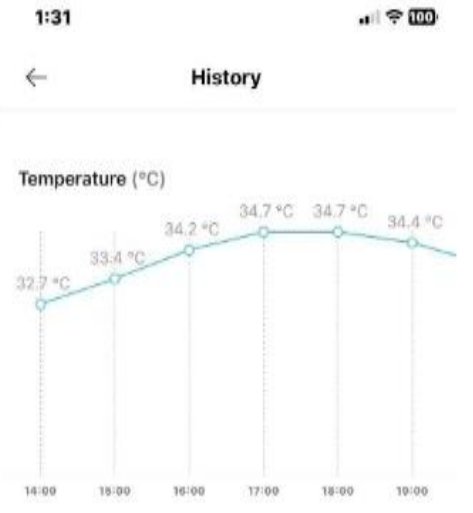 1:31 100
History
Temperature (°C)
34.7 °C 34.7 °C
34.2 °C 34.4 °C
33.4 °C
32.7 °C
14:00 15:00 16:00 17:00 18:00 19:00